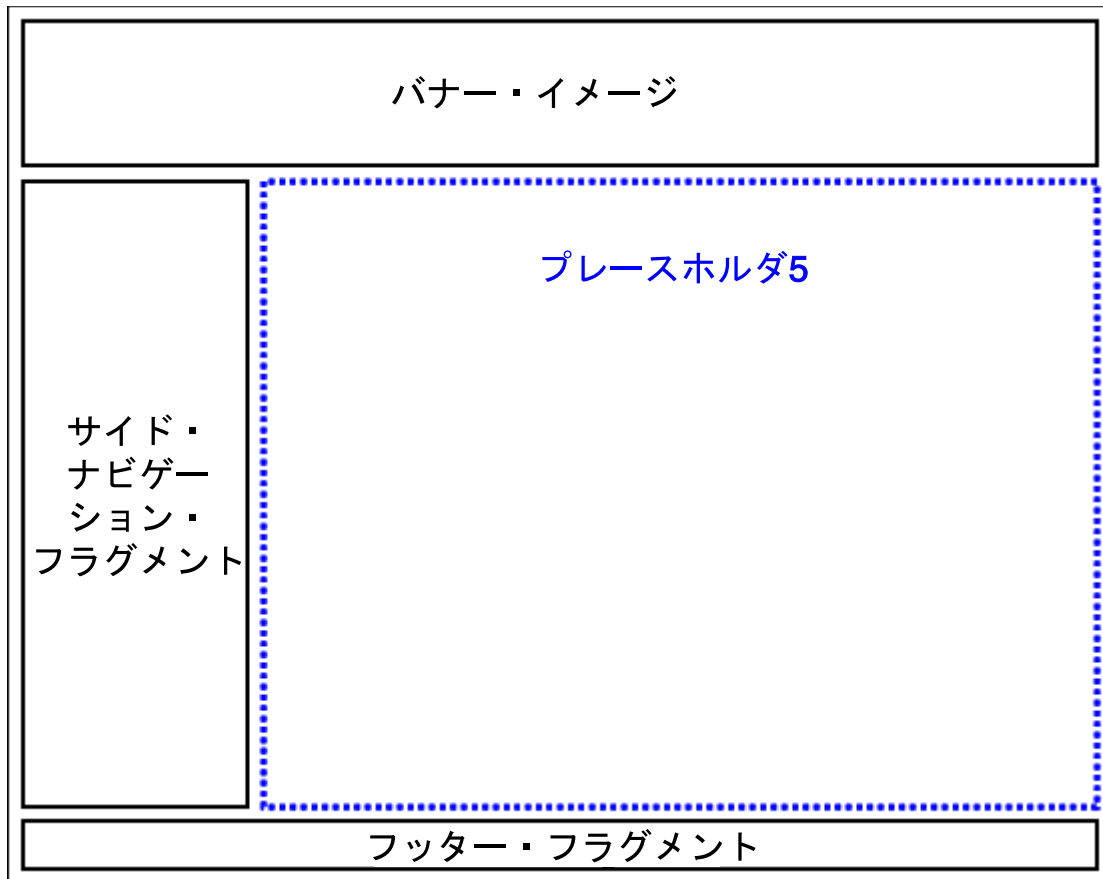 バナー・イメージ
プレースホルダ5
サイド・
ナビゲー
ション・
フラグメント
フッター・フラグメント